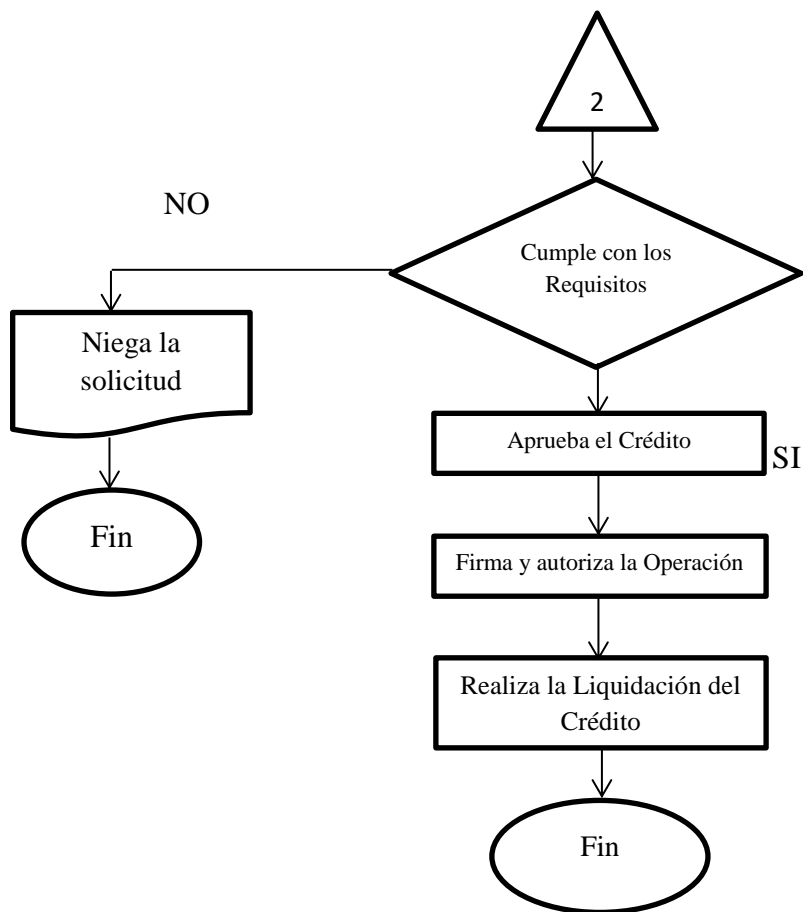 2
NO
Cumple con los
Requisitos
Niega la
solicitud
Aprueba el Crédito
SI
Fin
Firma y autoriza la Operación
Realiza la Liquidación del
Crédito
Fin